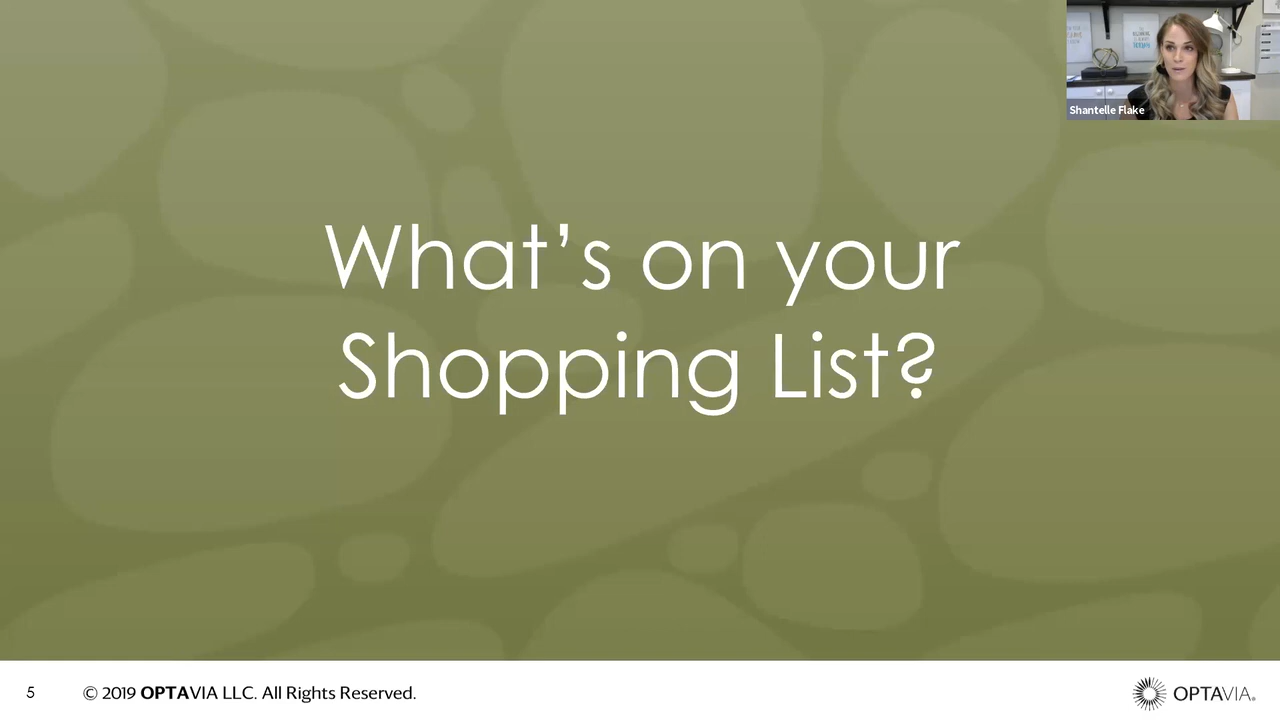 Shantelle Flake
What’s on your
Shopping List?
5
© 2019 OPTAVIA LLC. All Rights Reserved.
OPTAVIA®